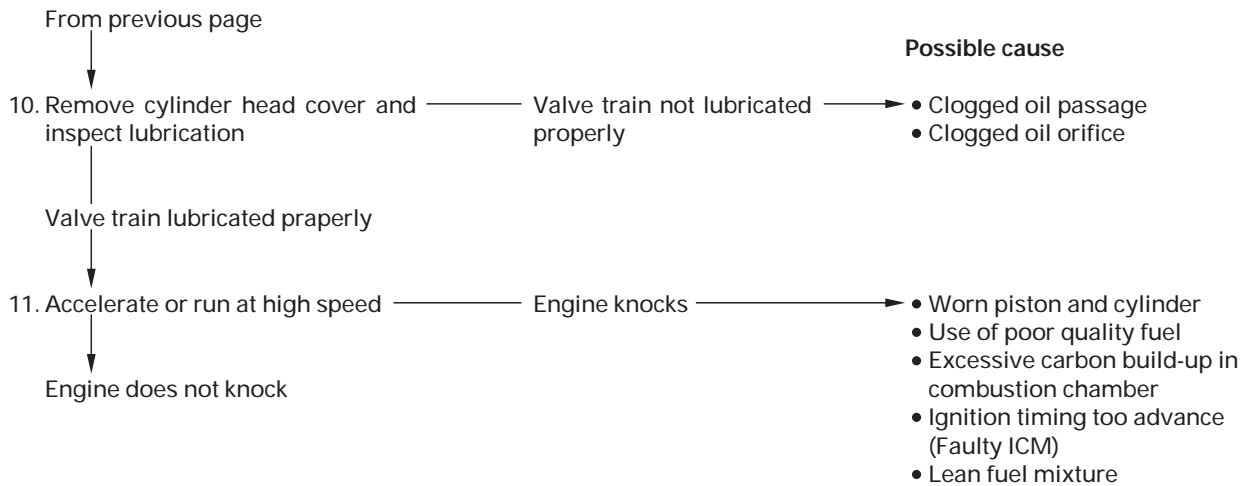 From previous page
Possible cause
10. Remove cylinder head cover and
inspect lubrication
Valve train not lubricated
properly
• Clogged oil passage
• Clogged oil orifice
Valve train lubricated praperly
11. Accelerate or run at high speed
Engine knocks
• Worn piston and cylinder
• Use of poor quality fuel
• Excessive carbon build-up in
combustion chamber
• Ignition timing too advance
(Faulty ICM)
• Lean fuel mixture
Engine does not knock